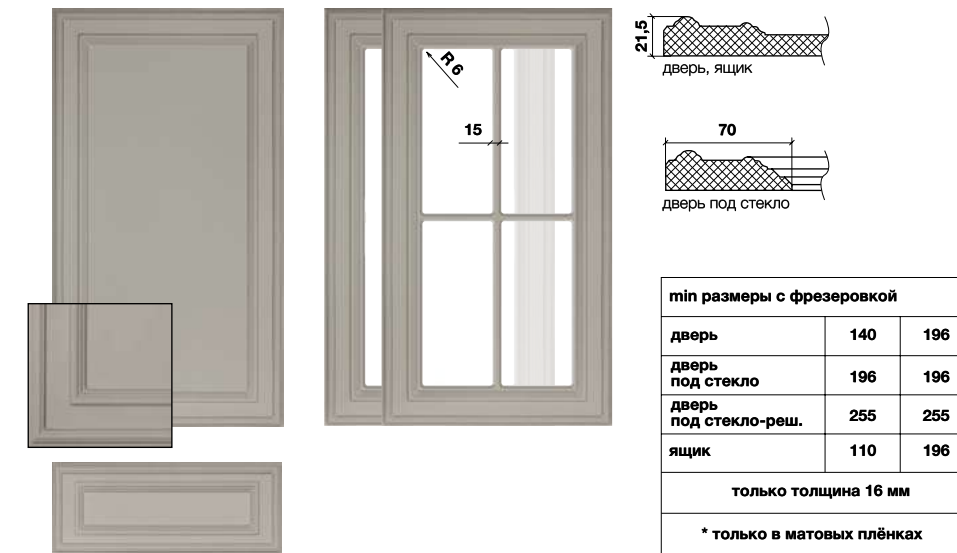 R 6
15
21,5
дверь, ящик
70
дверь под стекло
min размеры с фрезеровкой
дверь 140 196
дверь
под стекло 196 196
дверь
под стекло-реш. 255 255
ящик 110 196
только толщина 16 мм
* только в матовых плёнках